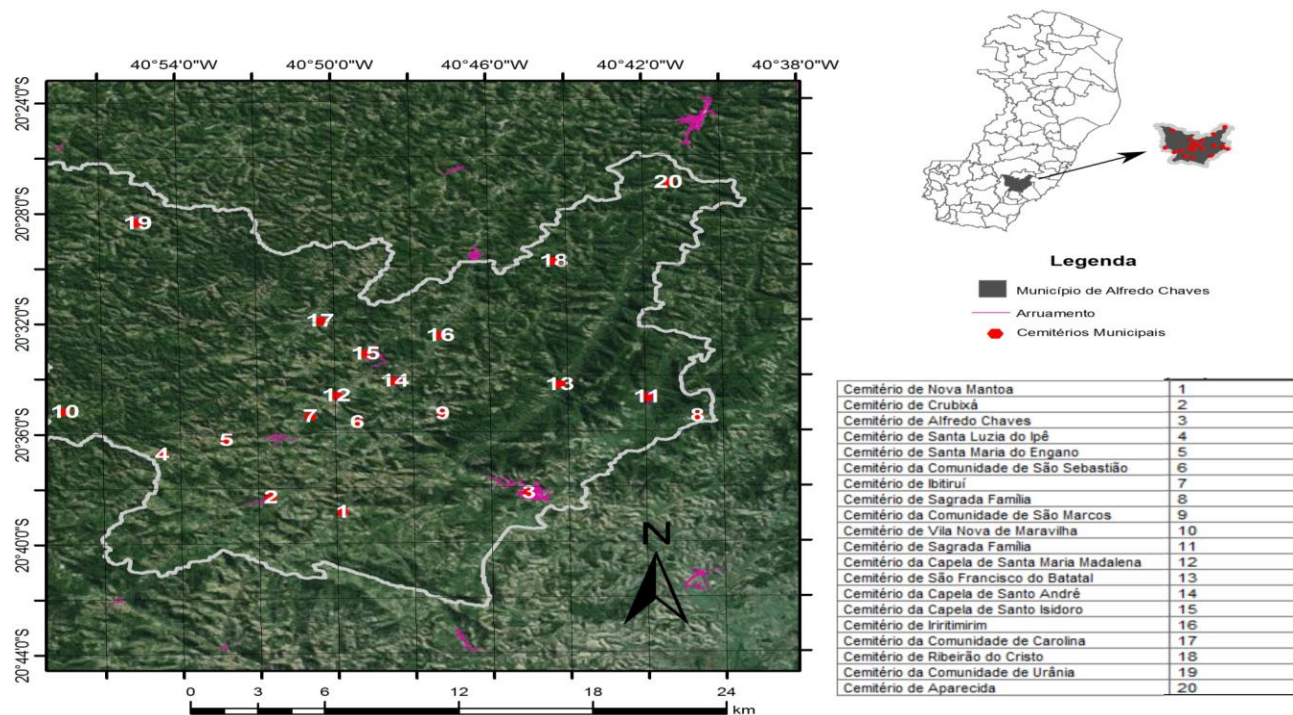 40°54'0"W 40°50'0"W 40°46'0"W 40°42'0"W 40°38'0"W
20°24'0"S
20°28'0"S
20°32'0"S
20°36'0"S
20°40'0"S
20°44'0"S
20
19
18
17
16
15
14
13
12
11
10
9
8
7
6
5
4
3
2
1
N
0 3 6 12 18 24
km
Legenda
Município de Alfredo Chaves
Arruamento
Cemitérios Municipais
Cemitério de Nova Mantoa 1
Cemitério de Crubixá 2
Cemitério de Alfredo Chaves 3
Cemitério de Santa Luzia do Ipê 4
Cemitério de Santa Maria do Engano 5
Cemitério da Comunidade de São Sebastião 6
Cemitério de Ibitiruí 7
Cemitério de Sagrada Família 8
Cemitério da Comunidade de São Marcos 9
Cemitério de Vila Nova de Maravilha 10
Cemitério de Sagrada Família 11
Cemitério da Capela de Santa Maria Madalena 12
Cemitério de São Francisco do Batatal 13
Cemitério da Capela de Santo André 14
Cemitério da Capela de Santo Isidoro 15
Cemitério de Iriritimirim 16
Cemitério da Comunidade de Carolina 17
Cemitério de Ribeirão do Cristo 18
Cemitério da Comunidade de Urânia 19
Cemitério de Aparecida 20